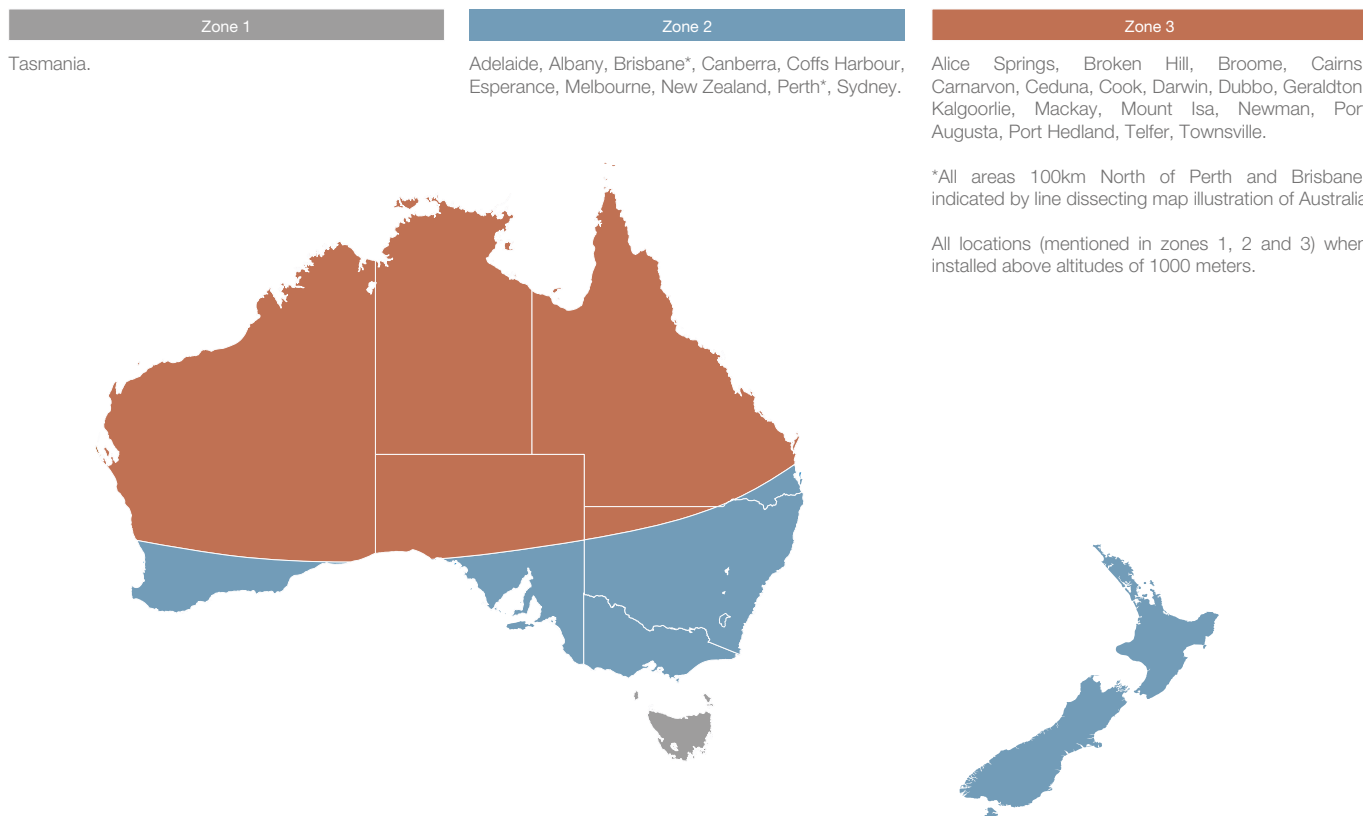 Zone 1
Tasmania.
Zone 2
Adelaide, Albany, Brisbane*, Canberra, Coffs Harbour,
Esperance, Melbourne, New Zealand, Perth*, Sydney.
Zone 3
Alice Springs, Broken Hill, Broome, Cairns
Carnarvon, Ceduna, Cook, Darwin, Dubbo, Geraldton
Kalgoorlie, Mackay, Mount Isa, Newman, Por
Augusta, Port Hedland, Telfer, Townsville.
*All areas 100km North of Perth and Brisbane
indicated by line dissecting map illustration of Australia
All locations (mentioned in zones 1, 2 and 3) wher
installed above altitudes of 1000 meters.